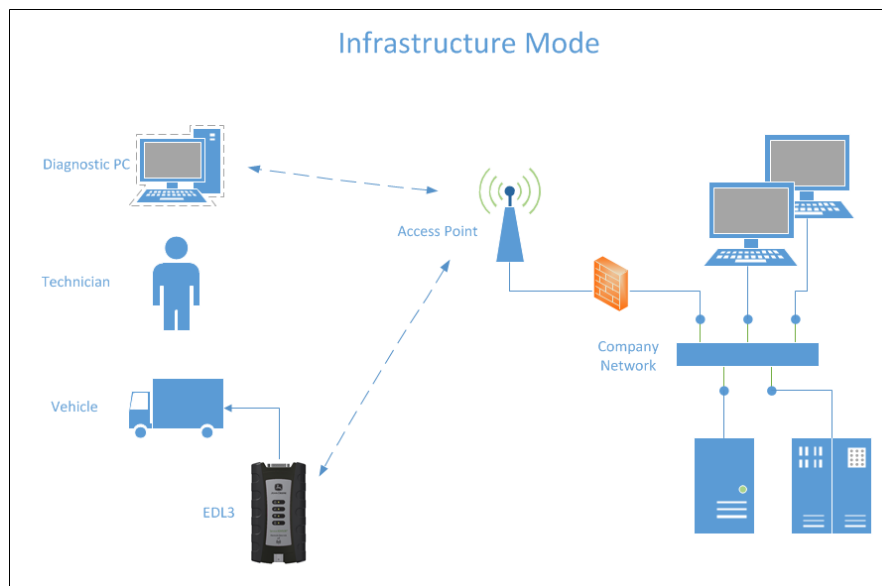 Infrastructure Mode
Diagnostic PC
Access Point
Technician
Company
Network
Vehicle
EDL3